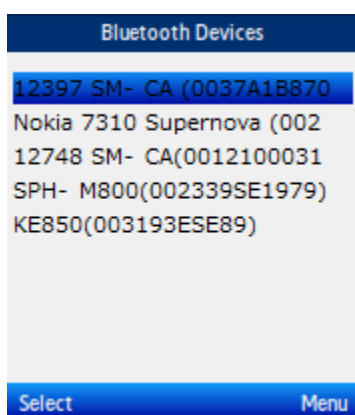 Bluetooth Devices
12397 SM- CA (0037A1B870
Nokia 7310 Supernova (002
12748 SM- CA(0012100031
SPH- M800(002339SE1979)
KE850(003193ESE89)
Select Menu